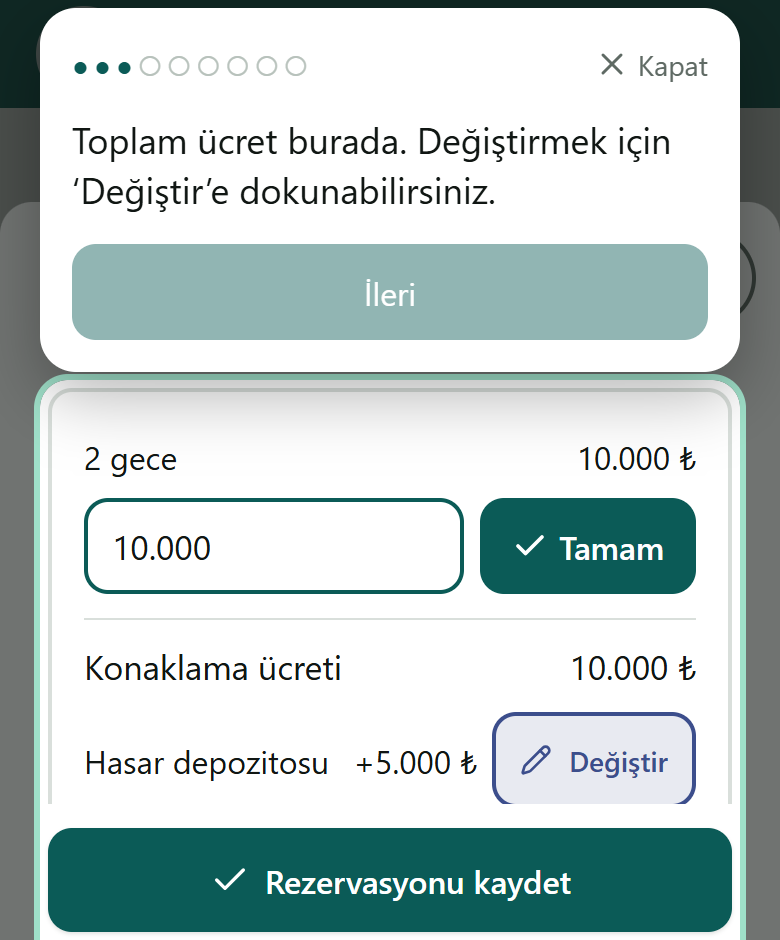 Kapat
Toplam ücret burada. Değiştirmek için
‘Değiştir’e dokunabilirsiniz.
İleri
2 gece 10.000 ₺
10.000 Tamam
Konaklama ücreti 10.000 ₺
Hasar depozitosu +5.000 ₺ Değiştir
Rezervasyonu kaydet